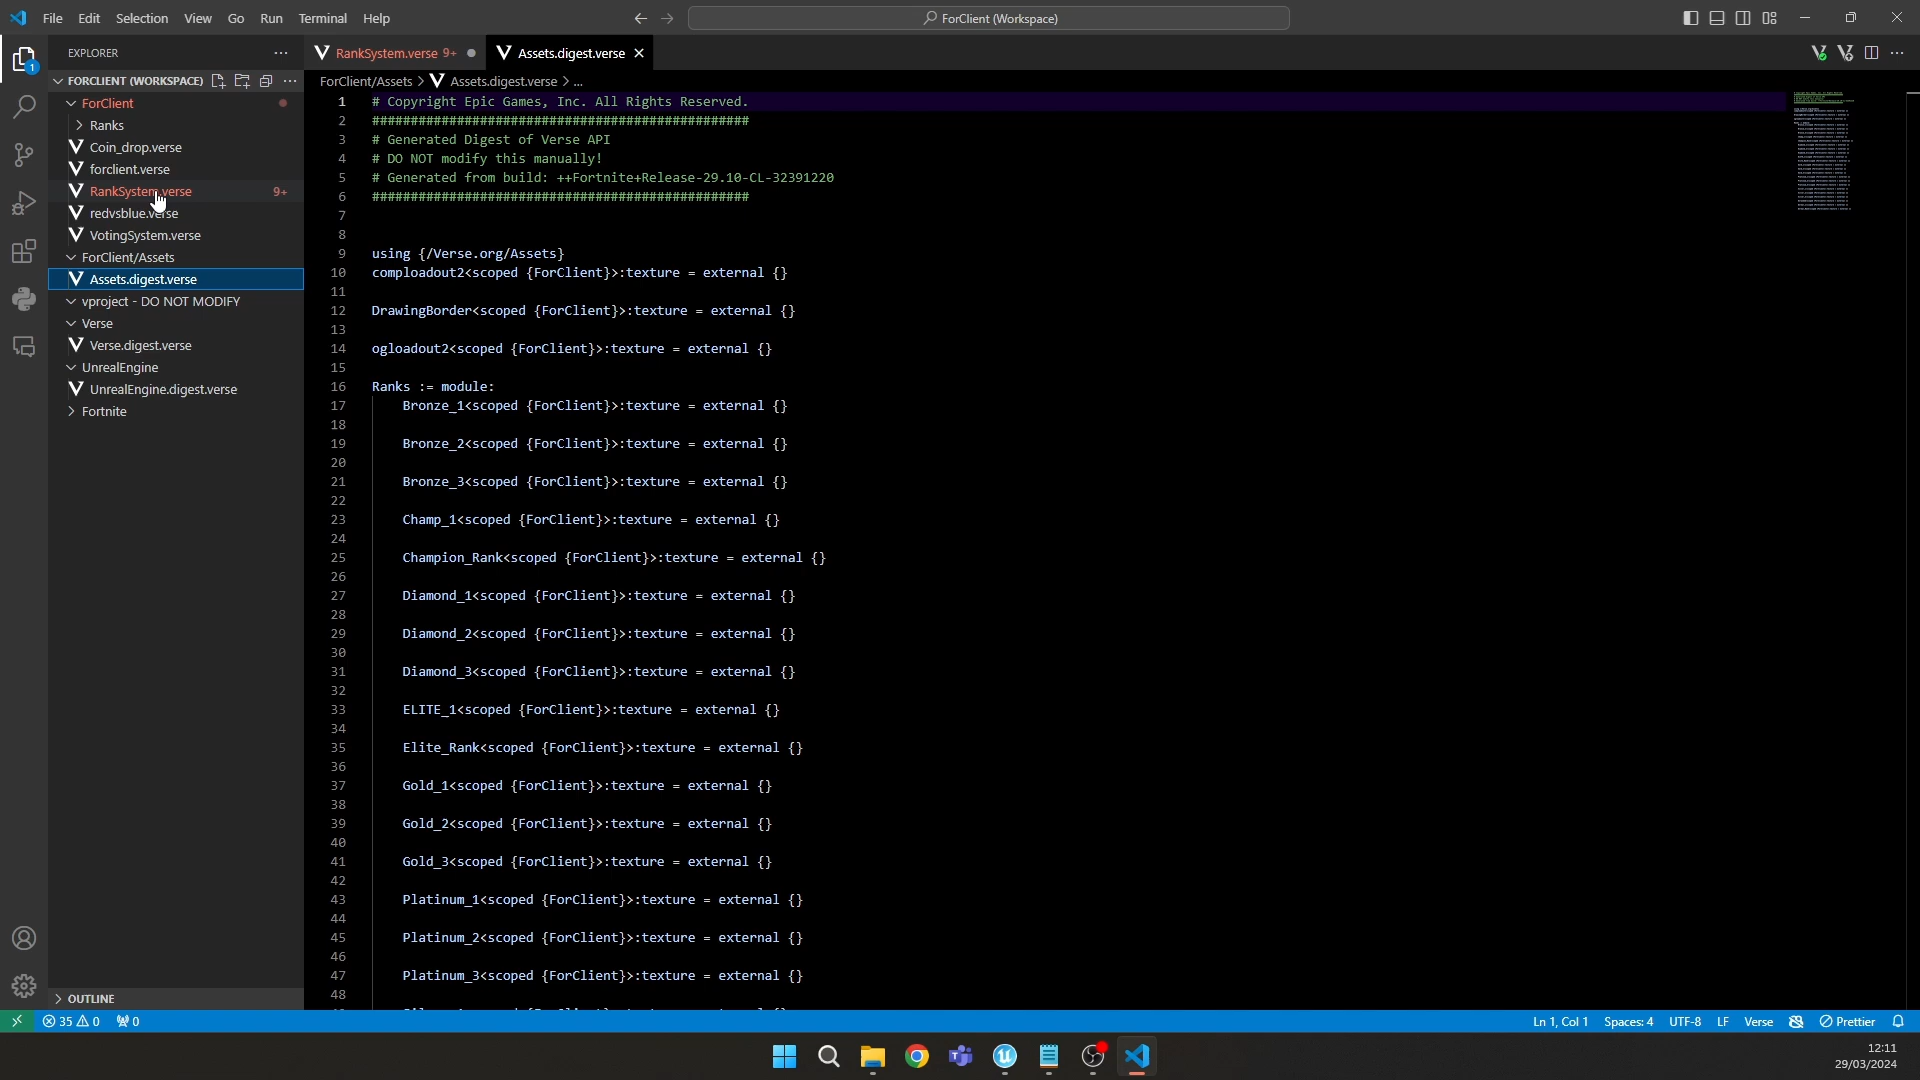 File Edit Selection View Go Run Terminal Help
ForClient (Workspace)
EXPLORER
RankSystem.verse 9+
Assets.digest.verse
1
FORCLIENT (WORKSPACE)
ForClient/Assets > Assets.digest.verse > ...
ForClient
Ranks
Coin_drop.verse
forclient.verse
RankSystem.verse 9+
redvsblue.verse
VotingSystem.verse
ForClient/Assets
Assets.digest.verse
vproject - DO NOT MODIFY
Verse
Verse.digest.verse
UnrealEngine
UnrealEngine.digest.verse
Fortnite
OUTLINE
1 # Copyright Epic Games, Inc. All Rights Reserved.
2 #################################################
3 # Generated Digest of Verse API
4 # DO NOT modify this manually!
5 # Generated from build: ++Fortnite+Release-29.10-CL-32391220
6 #################################################
7
8
9 using {/Verse.org/Assets}
10 comploadout2<scoped {ForClient}>:texture = external {}
11
12 DrawingBorder<scoped {ForClient}>:texture = external {}
13
14 ogloadout2<scoped {ForClient}>:texture = external {}
15
16 Ranks := module:
17 Bronze_1<scoped {ForClient}>:texture = external {}
18
19 Bronze_2<scoped {ForClient}>:texture = external {}
20
21 Bronze_3<scoped {ForClient}>:texture = external {}
22
23 Champ_1<scoped {ForClient}>:texture = external {}
24
25 Champion_Rank<scoped {ForClient}>:texture = external {}
26
27 Diamond_1<scoped {ForClient}>:texture = external {}
28
29 Diamond_2<scoped {ForClient}>:texture = external {}
30
31 Diamond_3<scoped {ForClient}>:texture = external {}
32
33 ELITE_1<scoped {ForClient}>:texture = external {}
34
35 Elite_Rank<scoped {ForClient}>:texture = external {}
36
37 Gold_1<scoped {ForClient}>:texture = external {}
38
39 Gold_2<scoped {ForClient}>:texture = external {}
40
41 Gold_3<scoped {ForClient}>:texture = external {}
42
43 Platinum_1<scoped {ForClient}>:texture = external {}
44
45 Platinum_2<scoped {ForClient}>:texture = external {}
46
47 Platinum_3<scoped {ForClient}>:texture = external {}
48
35 0 0
Ln 1, Col 1 Spaces: 4 UTF-8 LF Verse Prettier
12:11
29/03/2024